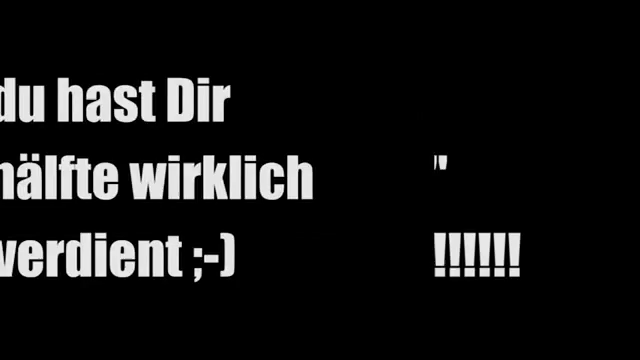 du hast Dir
hälfte wirklich "
verdient ;-) !!!!!!